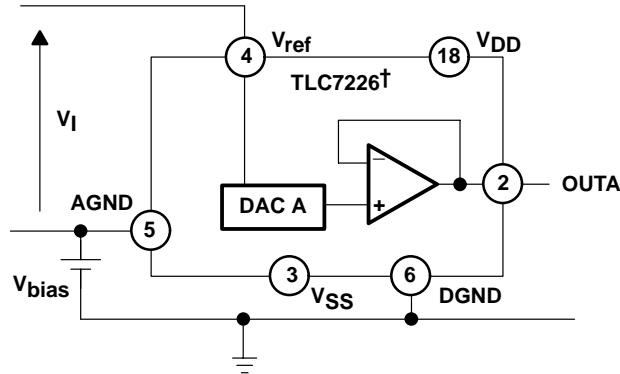 Vref
VDD
4
18
TLC7226†
VI
−
+
DAC A
2
OUTA
AGND
5
3
6
Vbias
VSS
DGND